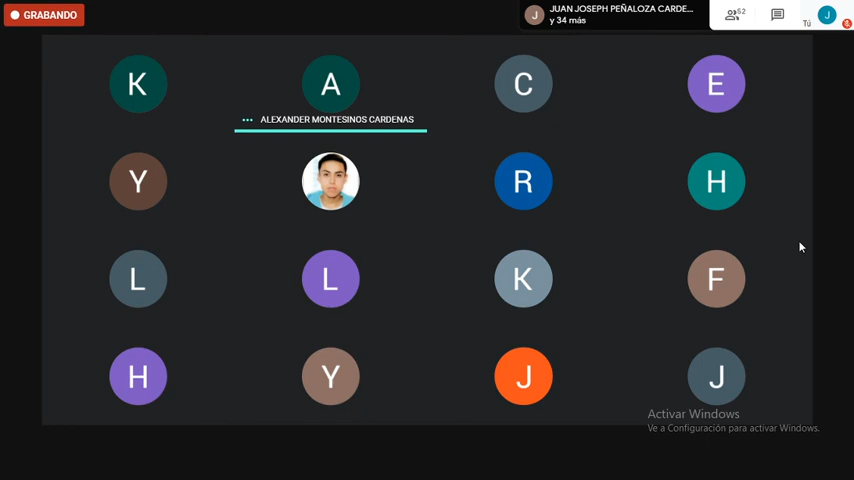 GRABANDO
J
JUAN JOSEPH PEÑALOZA CARDE...
y 34 más
62
Tú
J
K
A
C
E
ALEXANDER MONTESINOS CARDENAS
Y
R
H
L
L
K
F
H
Y
J
J
Activar Windows
Ve a Configuración para activar Windows.